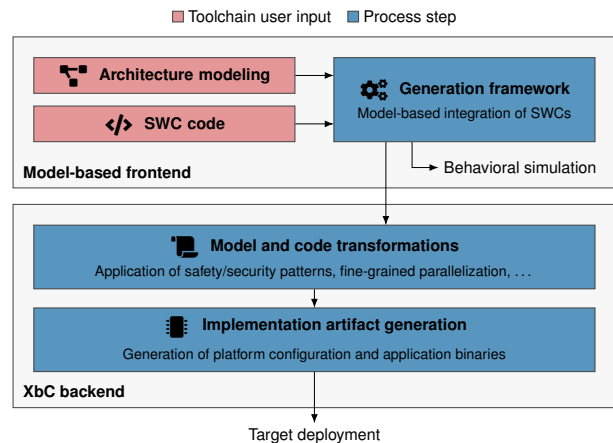 Toolchain user input
Process step
Architecture modeling
</> SWC code
Generation framework
Model-based integration of SWCs
Model-based frontend
Behavioral simulation
Model and code transformations
Application of safety/security patterns, fine-grained parallelization, . . .
Implementation artifact generation
Generation of platform configuration and application binaries
XbC backend
Target deployment